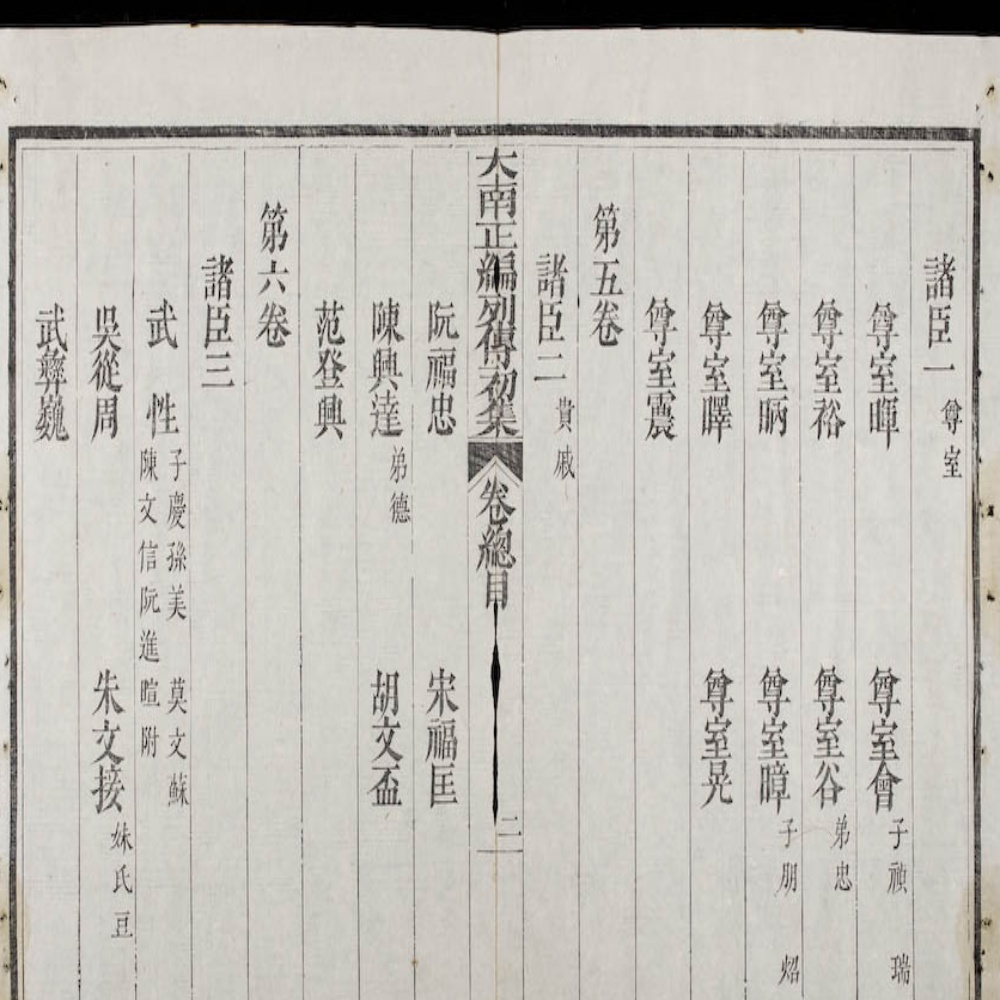 諸臣一 尊室
尊室暉 尊室會 子禎 瑞
尊室裕 尊室谷 弟忠
尊室昞 尊室暲 子朋 炤
尊室曎 尊室晃
尊室震
第五卷
諸臣二 貴戚
大南正編列傳初集 卷總目 二
阮福忠 宋福匡
陳興達 弟德 胡文盃
范登興
第六卷
諸臣三
武性 子慶孫美 莫文蘇
陳文信阮進暄附
吳從周 朱文接 妹氏豆
武彝巍